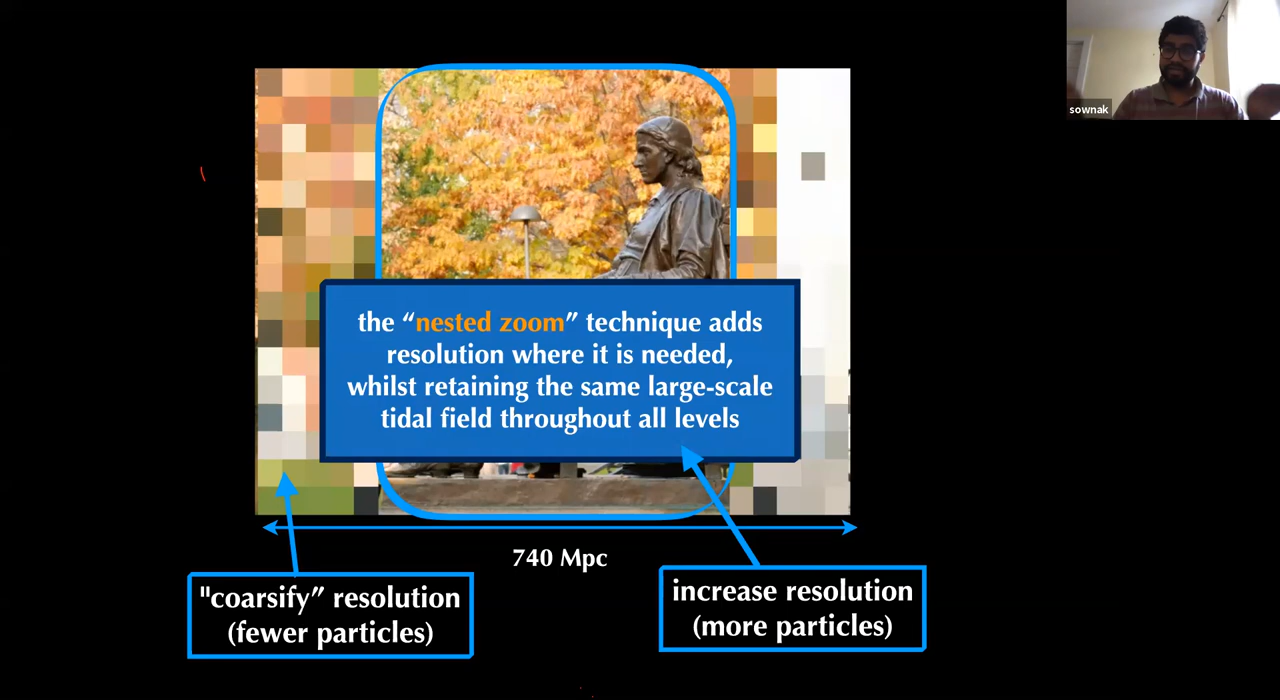 sownak
the “nested zoom” technique adds
resolution where it is needed,
whilst retaining the same large-scale
tidal field throughout all levels
740 Mpc
"coarsify” resolution
(fewer particles)
increase resolution
(more particles)